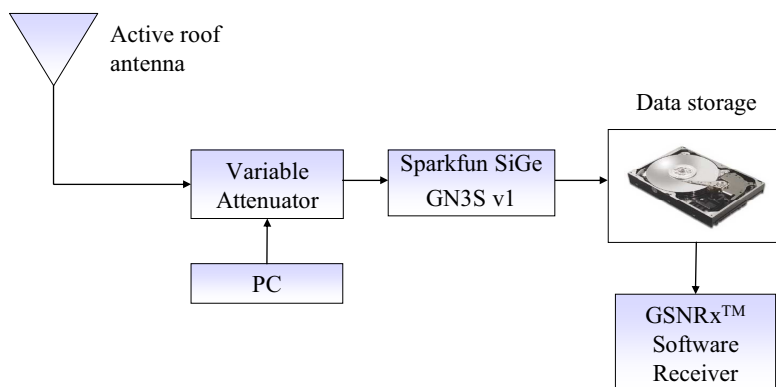 Active roof
antenna
Data storage
Variable
Attenuator
Sparkfun SiGe
GN3S v1
PC
GSNRx™
Software
Receiver